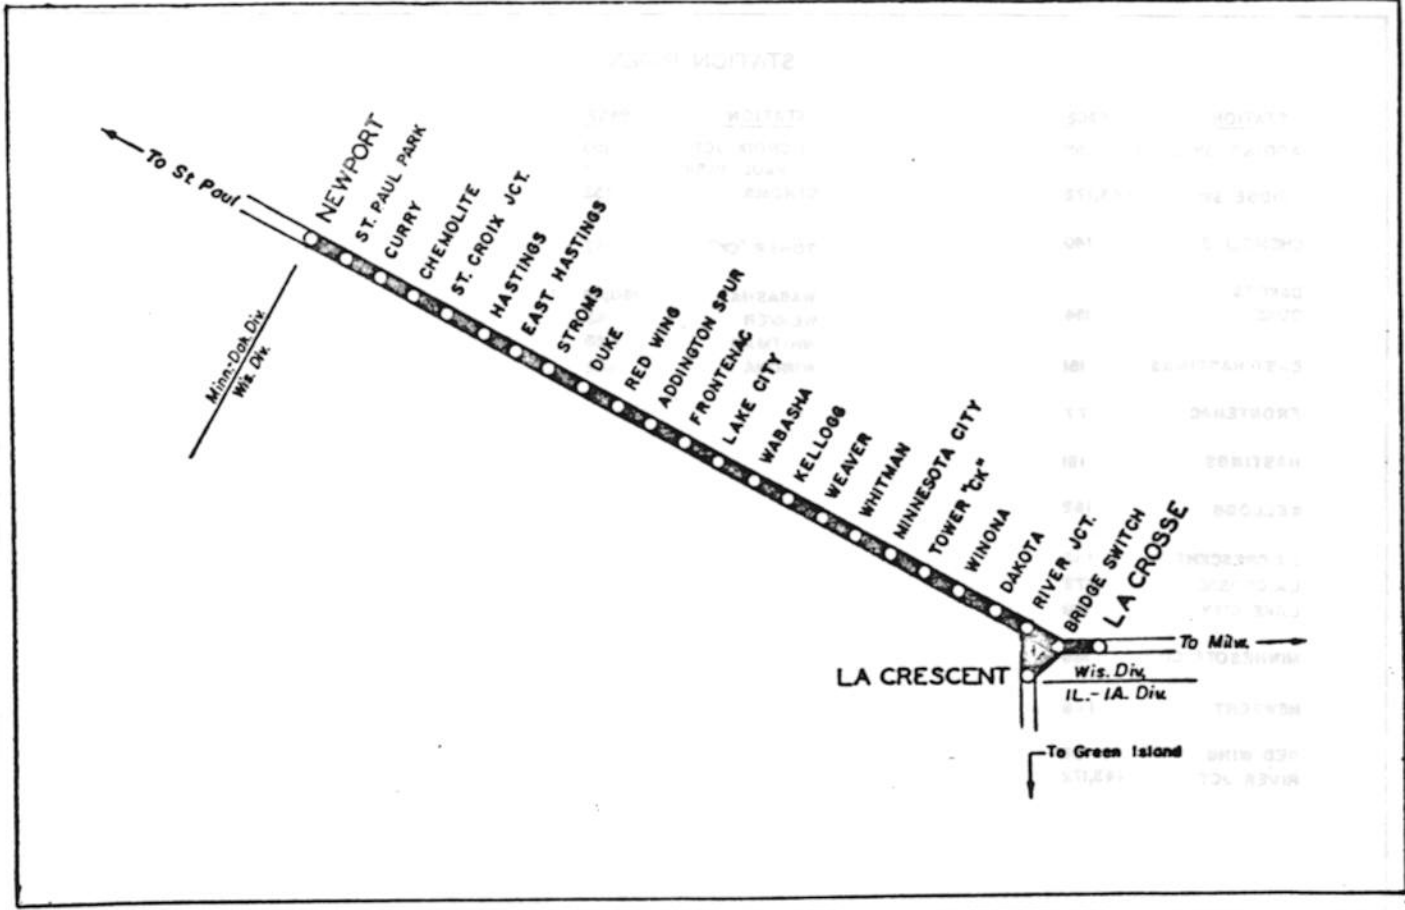 To St. Paul
NEWPORT
ST. PAUL PARK
CURRY
CHEMOLITE
ST. CROIX JCT.
HASTINGS
EAST HASTINGS
STROMS
DUKE
RED WING
ADDINGTON SPUR
FRONTENAC
LAKE CITY
WABASHA
KELLOGG
WEAVER
WHITMAN
MINNESOTA CITY
TOWER "CK"
WINONA
DAKOTA
RIVER JCT.
BRIDGE SWITCH
LA CROSSE
Minn.-Dak. Div.
Wis. Div.
To Milw.
LA CRESCENT
Wis. Div.
IL.-IA. Div.
To Green Island